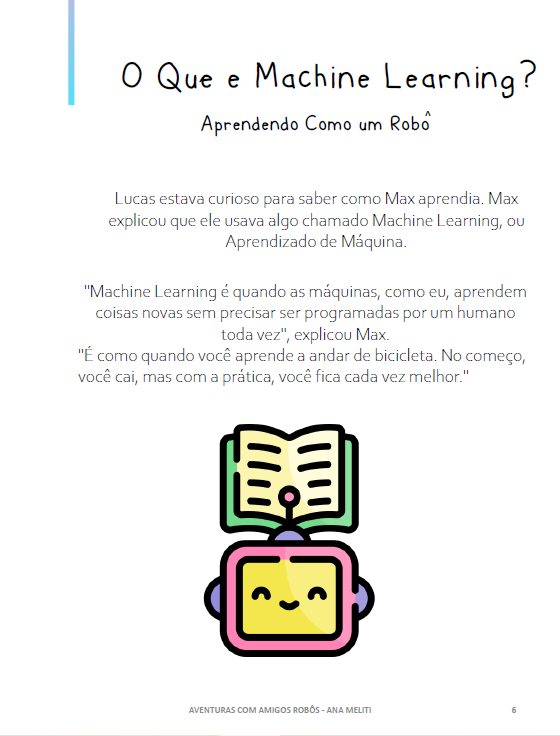 O Que e Machine Learning?
Aprendendo Como um Robô
Lucas estava curioso para saber como Max aprendia. Max
explicou que ele usava algo chamado Machine Learning, ou
Aprendizado de Máquina.
"Machine Learning é quando as máquinas, como eu, aprendem
coisas novas sem precisar ser programadas por um humano
toda vez", explicou Max.
"É como quando você aprende a andar de bicicleta. No começo,
você cai, mas com a prática, você fica cada vez melhor."
AVENTURAS COM AMIGOS ROBÔS - ANA MELITI 6